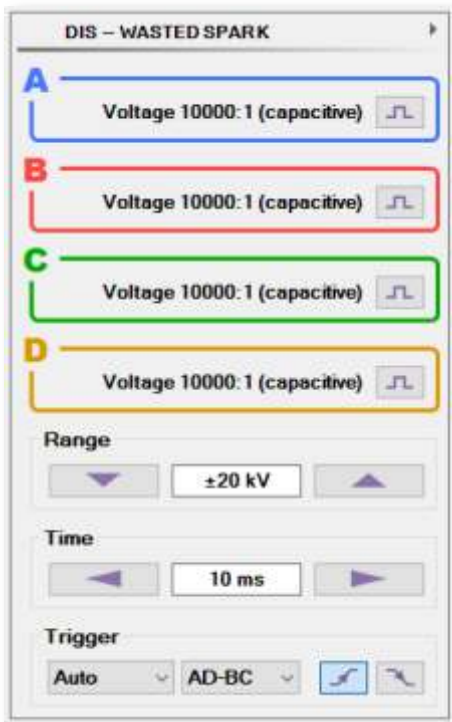 DIS – WASTED SPARK
A
Voltage 10000:1 (capacitive)
B
Voltage 10000:1 (capacitive)
C
Voltage 10000:1 (capacitive)
D
Voltage 10000:1 (capacitive)
Range
±20 kV
Time
10 ms
Trigger
Auto AD-BC